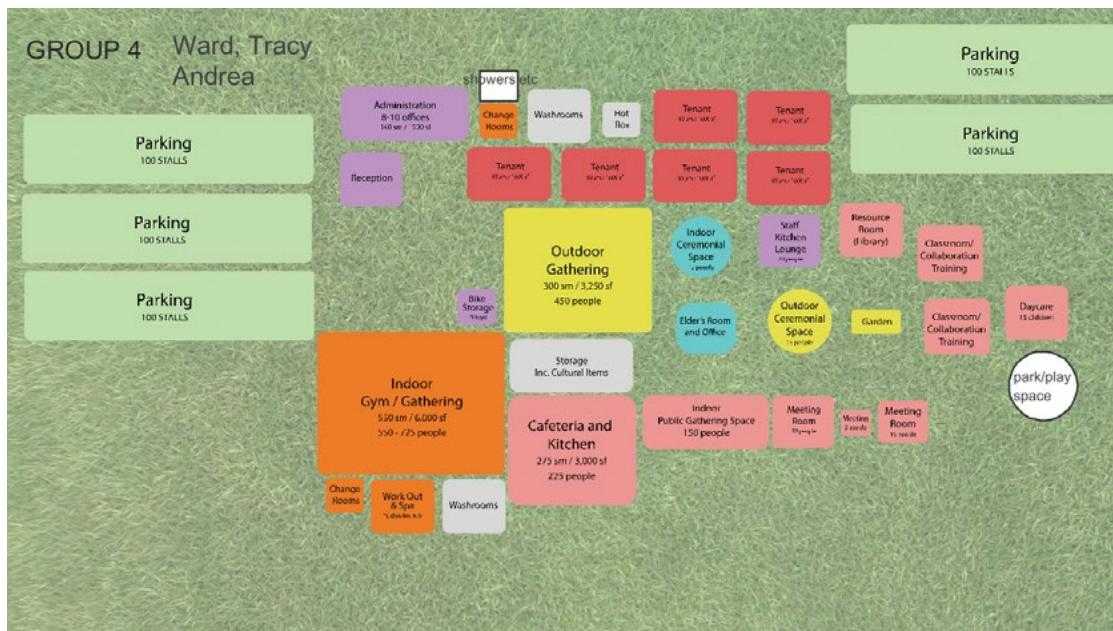 GROUP 4
Ward, Tracy
Andrea
Parking
100 STALLS
Parking
100 STALLS
Parking
100 STALLS
Parking
100 STALLS
Parking
100 STALLS
Administration
8-10 offices
showers etc
Change
Rooms
Washrooms
Hot
Box
Tenant
Tenant
Reception
Tenant
Tenant
Tenant
Tenant
Outdoor
Gathering
300 sm / 3,250 sf
450 people
Indoor
Ceremonial
Space
Staff
Kitchen
Lounge
Resource
Room
(Library)
Classroom/
Collaboration
Training
Bike
Storage
Elder's Room
and Office
Outdoor
Ceremonial
Space
15 people
Garden
Classroom/
Collaboration
Training
Daycare
15 children
park/play
space
Indoor
Gym / Gathering
550 sm / 6,000 sf
550 - 725 people
Storage
Inc. Cultural Items
Cafeteria and
Kitchen
275 sm / 3,000 sf
225 people
Indoor
Public Gathering Space
150 people
Meeting
Room
Meeting
Meeting
Room
Change
Rooms
Work Out
& Spa
Washrooms